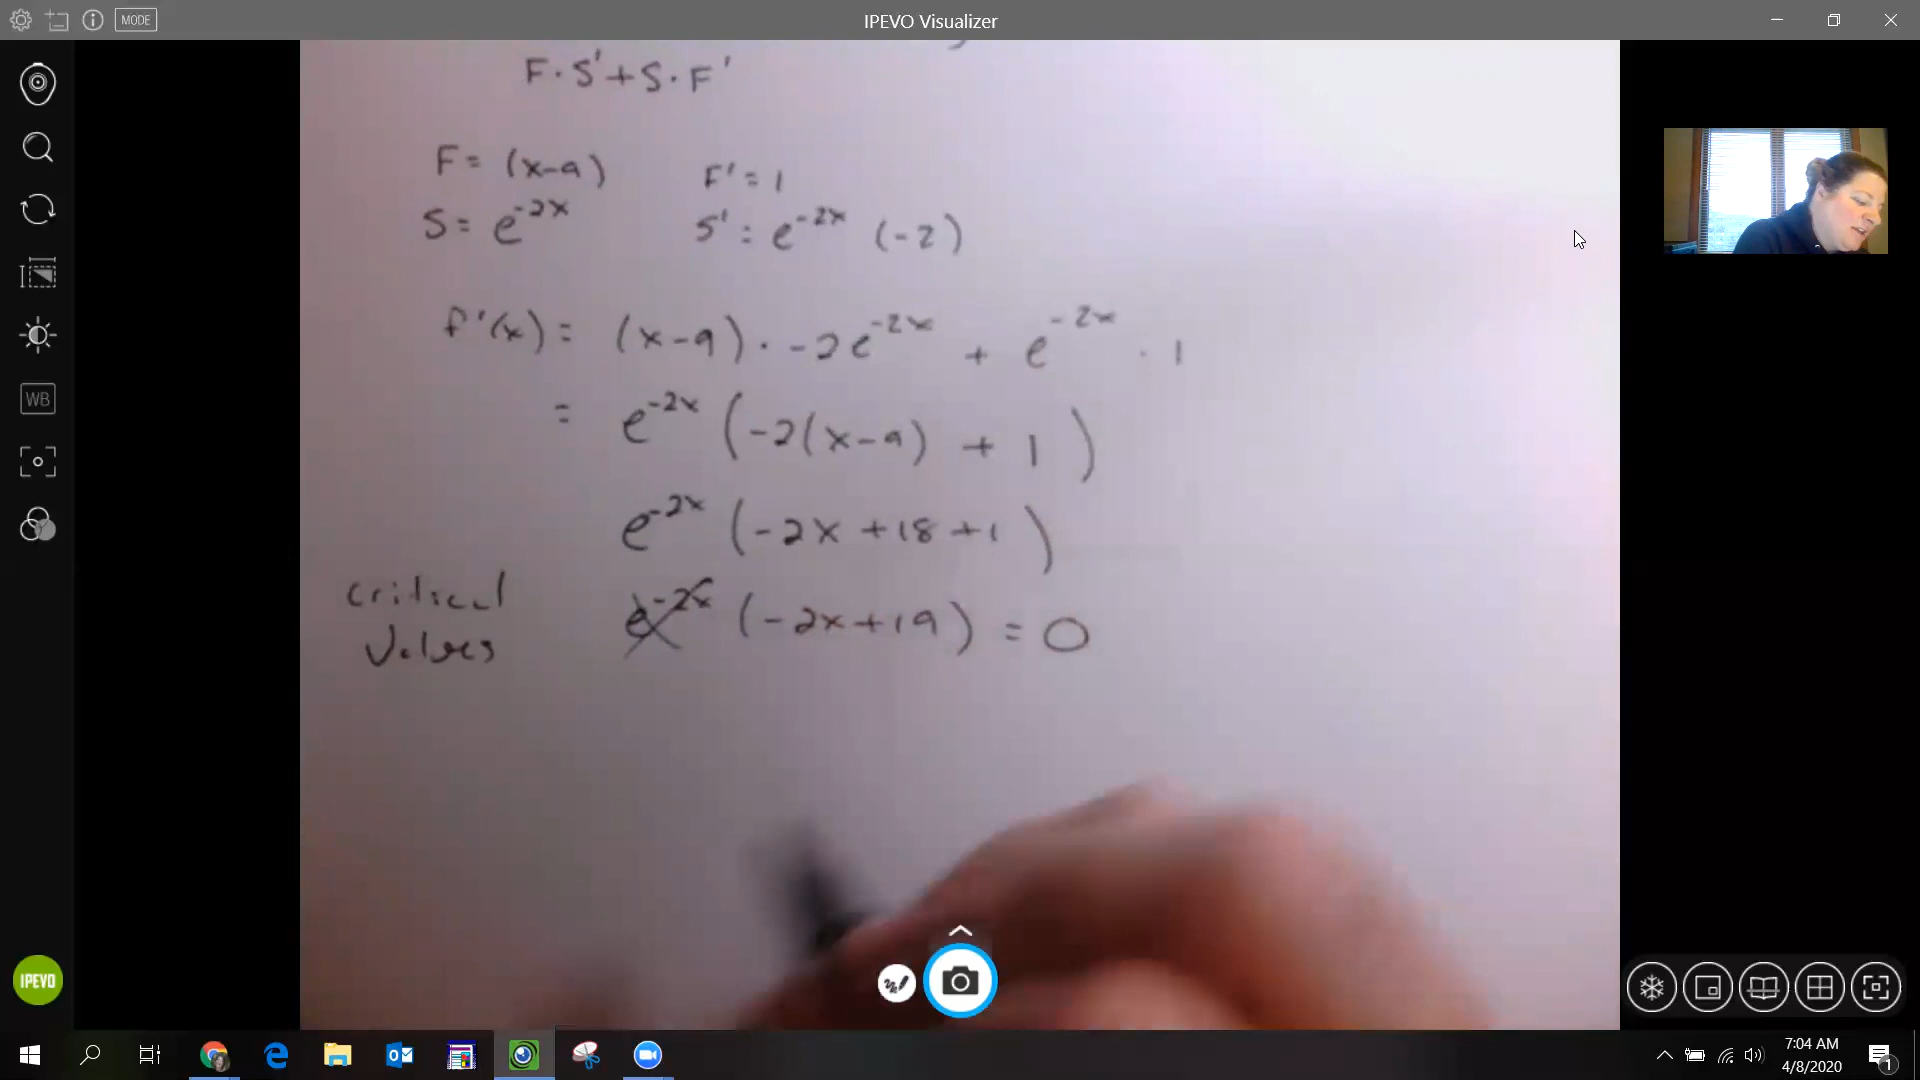 MODE
IPEVO Visualizer
F · S' + S · F'
F = (x-9) F' = 1
S = e^-2x S' = e^-2x (-2)
f'(x) = (x-9) · -2e^-2x + e^-2x · 1
= e^-2x (-2(x-9) + 1)
e^-2x (-2x +18 +1)
critical
values
e^-2x (-2x+19) = 0
WB
IPEVO
7:04 AM
4/8/2020
1